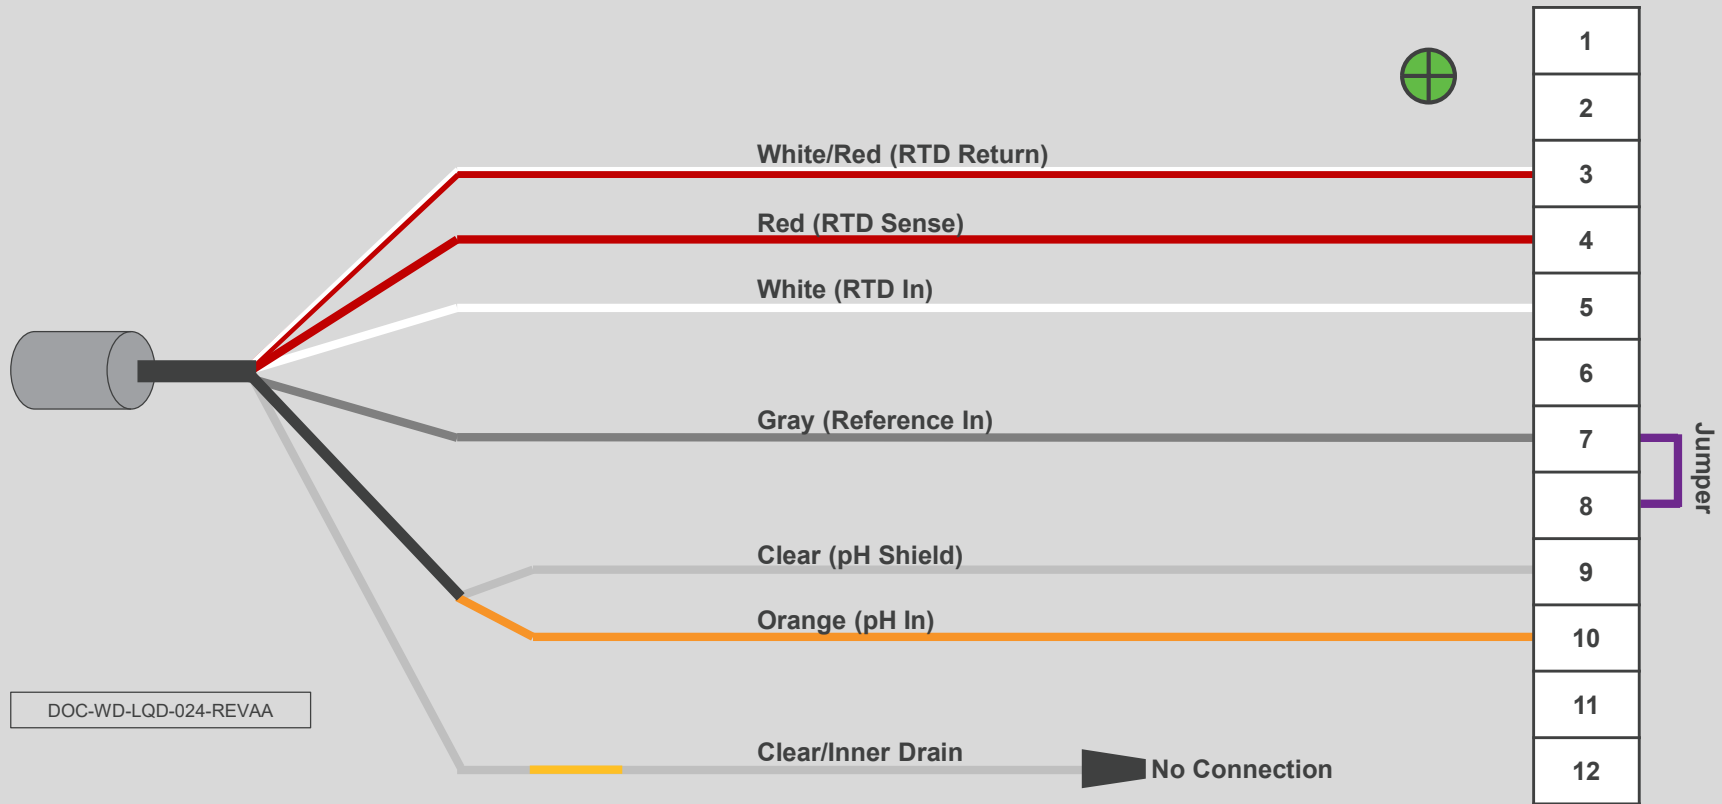 1
2
White/Red (RTD Return)
3
Red (RTD Sense)
4
White (RTD In)
5
6
Gray (Reference In)
7
Jumper
8
Clear (pH Shield)
9
Orange (pH In)
10
DOC-WD-LQD-024-REVAA
11
Clear/Inner Drain
No Connection
12